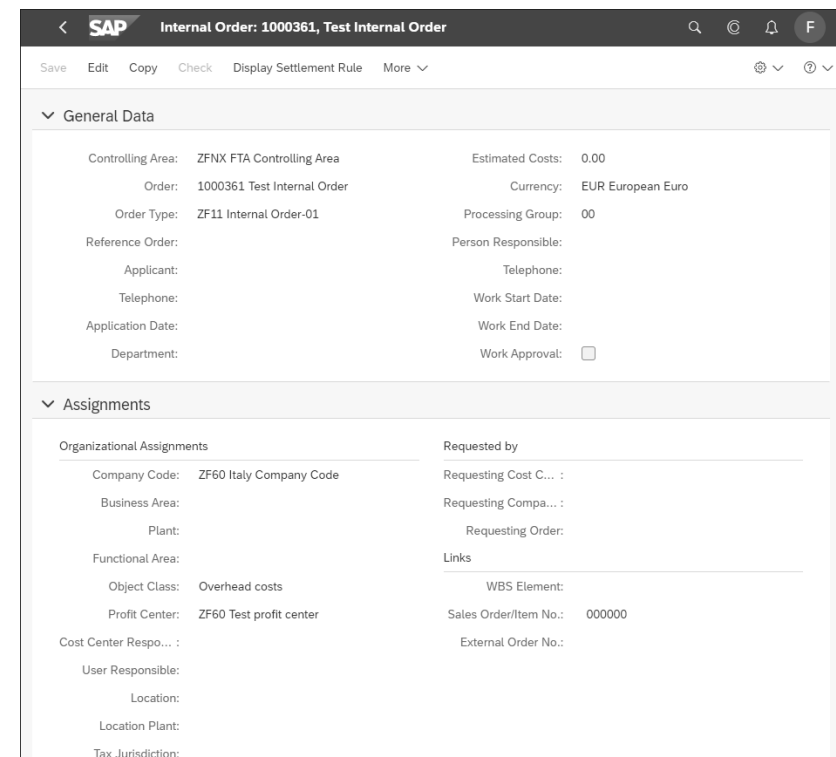 SAP Internal Order: 1000361, Test Internal Order F
Save Edit Copy Check Display Settlement Rule More
General Data
Controlling Area: ZFNX FTA Controlling Area
Order: 1000361 Test Internal Order
Order Type: ZF11 Internal Order-01
Reference Order:
Applicant:
Telephone:
Application Date:
Department:
Estimated Costs: 0.00
Currency: EUR European Euro
Processing Group: 00
Person Responsible:
Telephone:
Work Start Date:
Work End Date:
Work Approval:
Assignments
Organizational Assignments
Company Code: ZF60 Italy Company Code
Business Area:
Plant:
Functional Area:
Object Class: Overhead costs
Profit Center: ZF60 Test profit center
Cost Center Respo... :
User Responsible:
Location:
Location Plant:
Tax Jurisdiction:
Requested by
Requesting Cost C... :
Requesting Compa... :
Requesting Order:
Links
WBS Element:
Sales Order/Item No.: 000000
External Order No.: